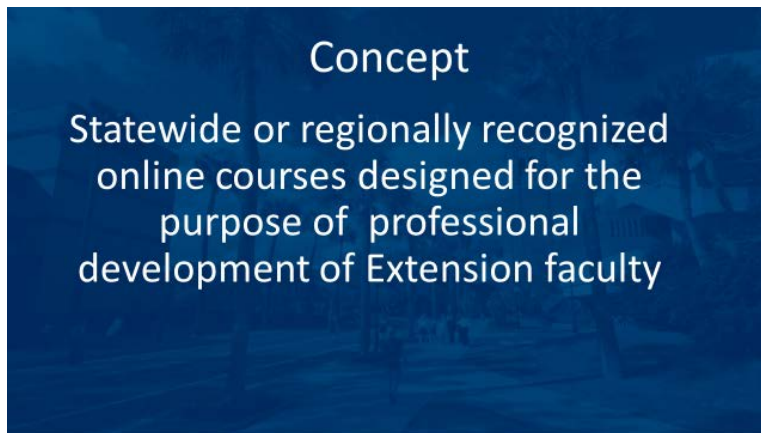 Concept
Statewide or regionally recognized
online courses designed for the
purpose of  professional
development of Extension faculty